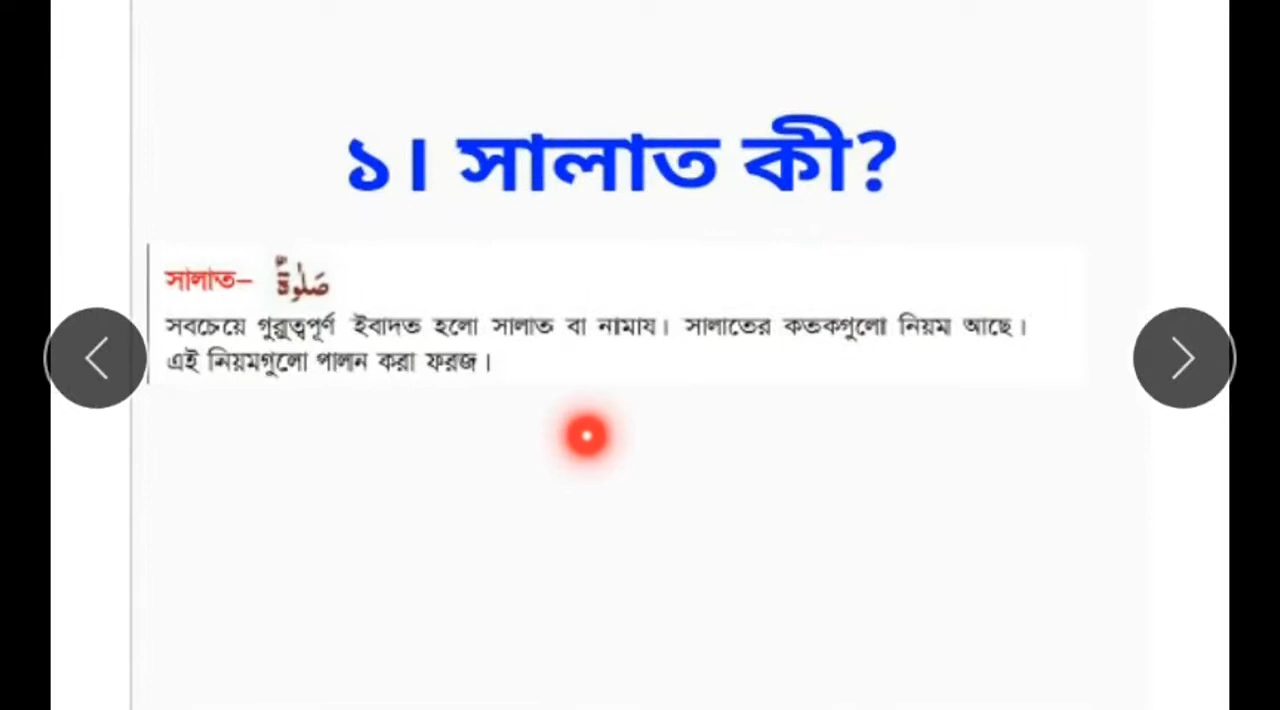 ১। সালাত কী?
সালাত– صَلٰوةٌ
সবচেয়ে গুরুত্বপূর্ণ ইবাদত হলো সালাত বা নামায। সালাতের কতকগুলো নিয়ম আছে।
এই নিয়মগুলো পালন করা ফরজ।